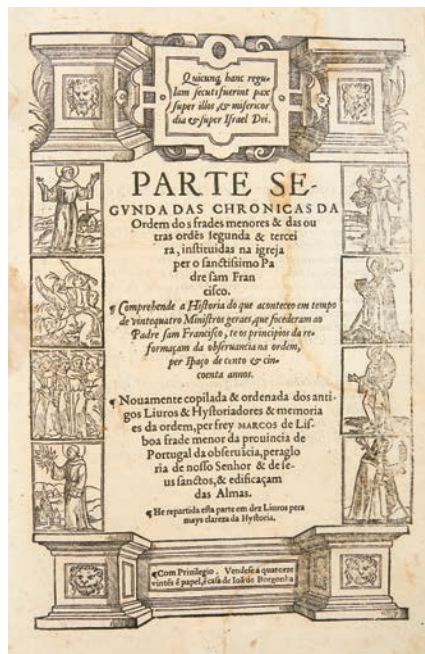 Quicunq hanc regu-
lam secuti fuerint pax
super illos, & misericor
dia & super Israel Dei.
PARTE SE-
GVNDA DAS CHRONICAS DA
Ordem dos frades menores & das ou
tras ordẽs segunda & tercei
ra, instituidas na igreja
per o sanctissimo Pa
dre sam Fran
cisco.
¶ Comprehende a Historia do que aconteceo em tempo
de vintequatro Ministros geraes, que socederam ao
Padre sam Francisco, te os principios da re-
formaçam da obseruancia na ordem,
per spaço de cento & cin-
coenta annos.
¶ Nouamente copilada & ordenada dos anti-
gos Liuros & Hystoriadores & memoria
es da ordem, per frey MARCOS de Lis-
boa frade menor da prouincia de
Portugal da obseruãcia, pera glo
ria de nosso Senhor & de se-
us sanctos, & edificaçam
das Almas.
¶ He repartida esta parte em dez Liuros pera
mays clareza da Hystoria.
¶ Com Priuilegio. Vendese a quatorze
vintẽs ẽ papel, ẽ casa de Ioã de Borgonha